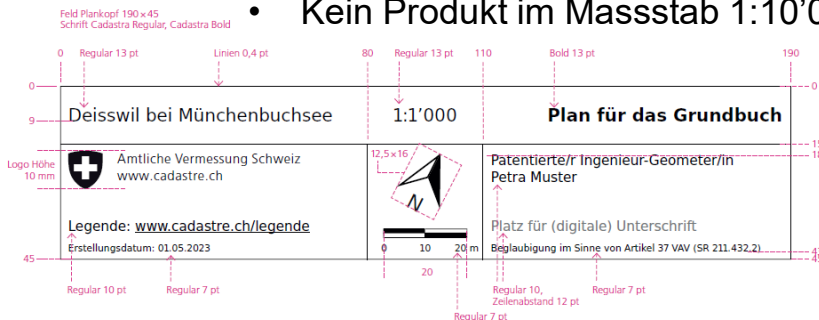 Feld Plankopf 190×45
Schrift Cadastra Regular, Cadastra Bold
• Kein Produkt im Massstab 1:10'0
0 Regular 13 pt Linien 0,4 pt 80 Regular 13 pt 110 Bold 13 pt 190
0 0
9 Deisswil bei Münchenbuchsee 1:1’000 Plan für das Grundbuch
Logo Höhe
10 mm
Amtliche Vermessung Schweiz
www.cadastre.ch
12,5×16
N
Patentierte/r Ingenieur-Geometer/in
Petra Muster
Legende: www.cadastre.ch/legende
Platz für (digitale) Unterschrift
Erstellungsdatum: 01.05.2023
0 10 20 m
Beglaubigung im Sinne von Artikel 37 VAV (SR 211.432.2)
45
20
Regular 10 pt Regular 7 pt
Regular 10,
Zeilenabstand 12 pt
Regular 7 pt
Regular 7 pt